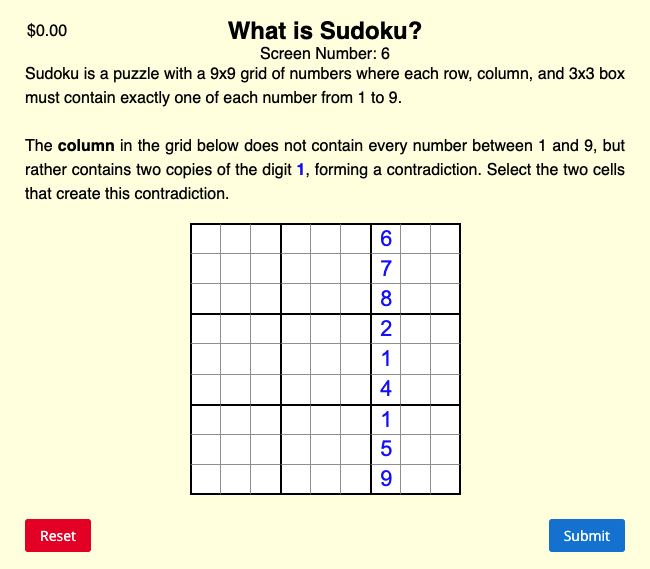 $0.00
What is Sudoku?
Screen Number: 6
Sudoku is a puzzle with a 9x9 grid of numbers where each row, column, and 3x3 box
must contain exactly one of each number from 1 to 9.
The column in the grid below does not contain every number between 1 and 9, but
rather contains two copies of the digit 1, forming a contradiction. Select the two cells
that create this contradiction.
6
7
8
2
1
4
1
5
9
Reset
Submit